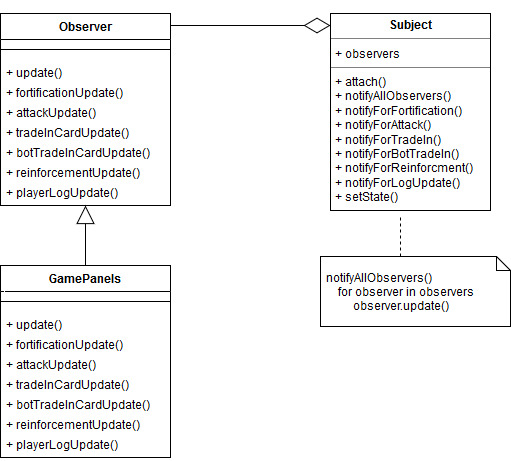 Observer
+ update()
+ fortificationUpdate()
+ attackUpdate()
+ tradeInCardUpdate()
+ botTradeInCardUpdate()
+ reinforcementUpdate()
+ playerLogUpdate()
Subject
+ observers
+ attach()
+ notifyAllObservers()
+ notifyForFortification()
+ notifyForAttack()
+ notifyForTradeIn()
+ notifyForBotTradeIn()
+ notifyForReinforcment()
+ notifyForLogUpdate()
+ setState()
notifyAllObservers()
for observer in observers
observer.update()
GamePanels
+ update()
+ fortificationUpdate()
+ attackUpdate()
+ tradeInCardUpdate()
+ botTradeInCardUpdate()
+ reinforcementUpdate()
+ playerLogUpdate()